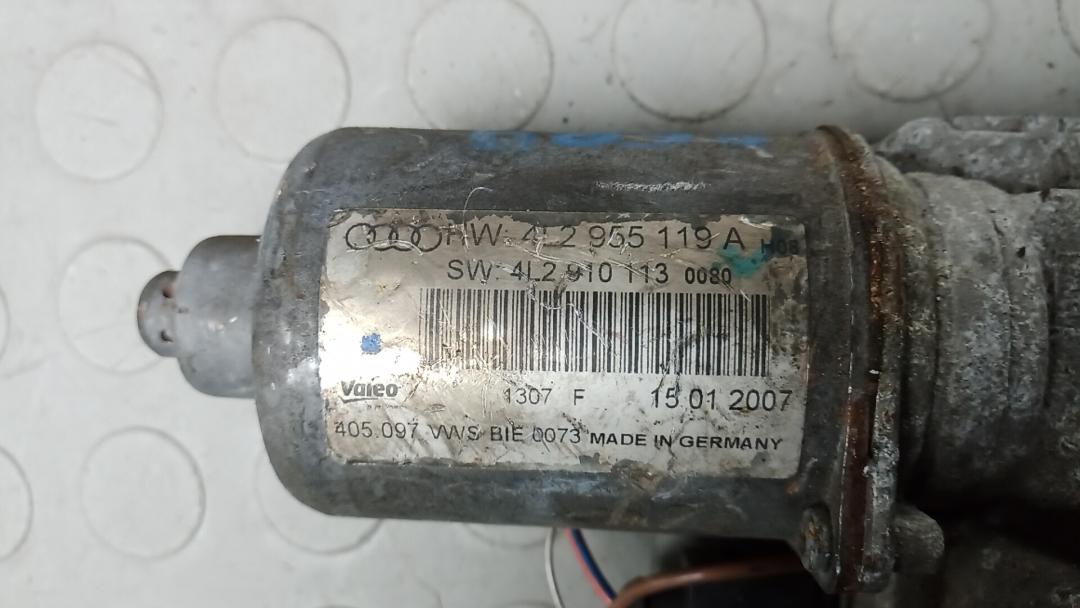 HW: 4L2 955 119 A H08
SW: 4L2 910 113 0080
Valeo 1307 F 15.01 2007
405.097 VWS BIE 0073 MADE IN GERMANY